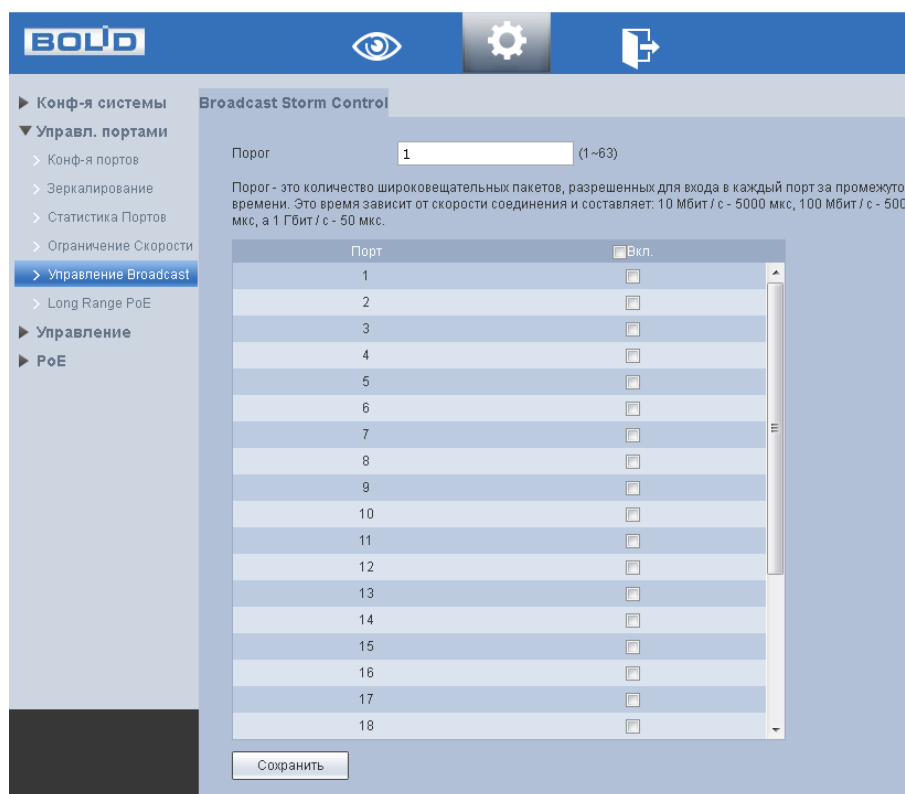 BOLID
Конф-я системы
Управл. портами
Конф-я портов
Зеркалирование
Статистика Портов
Ограничение Скорости
Управление Broadcast
Long Range PoE
Управление
PoE
Broadcast Storm Control
Порог 1 (1~63)
Порог - это количество широковещательных пакетов, разрешенных для входа в каждый порт за промежуто
времени. Это время зависит от скорости соединения и составляет: 10 Мбит / с - 5000 мкс, 100 Мбит / с - 500
мкс, а 1 Гбит / с - 50 мкс.
Порт Вкл.
1
2
3
4
5
6
7
8
9
10
11
12
13
14
15
16
17
18
Сохранить